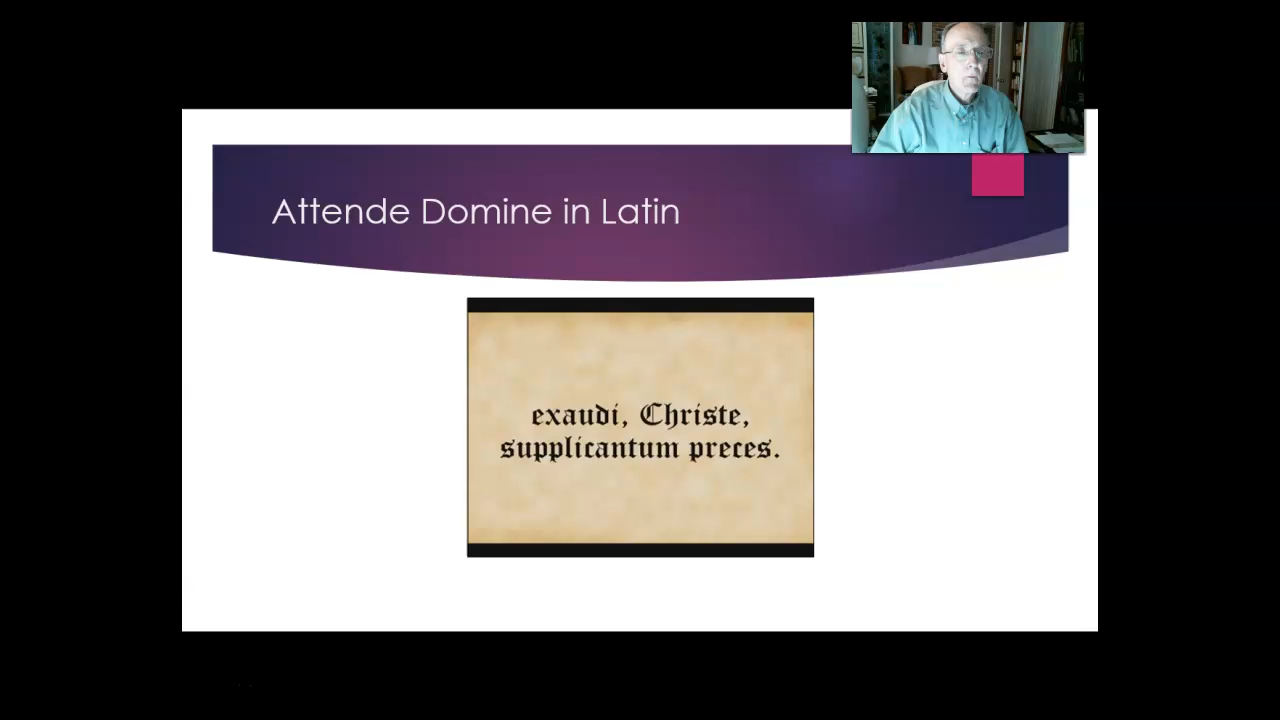 Attende Domine in Latin
exaudi, Christe,
supplicantum preces.